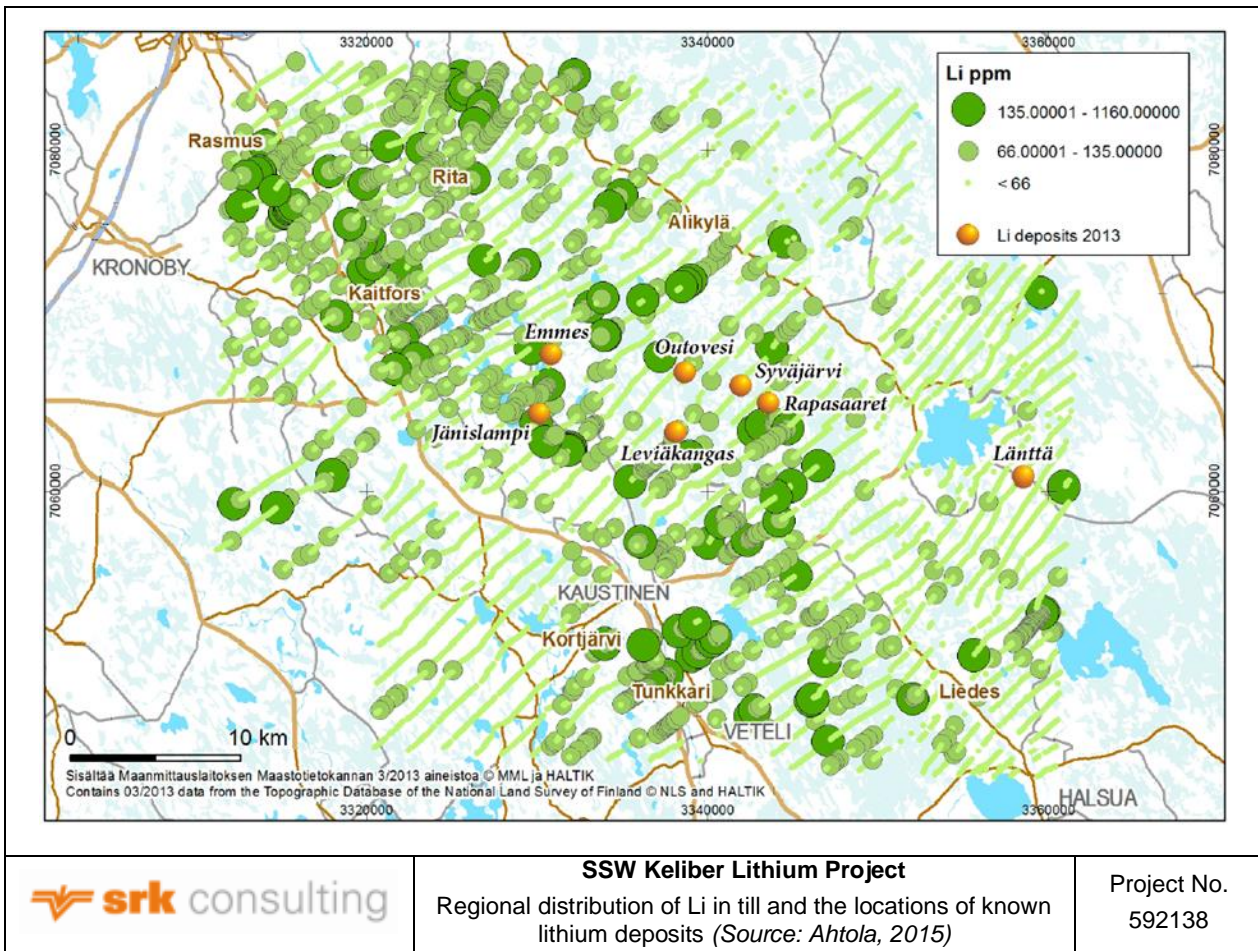 3320000
3340000
3360000
Li ppm
135.00001 - 1160.00000
66.00001 - 135.00000
< 66
Li deposits 2013
7080000
7080000
Rasmus
Rita
Alikylä
KRONOBY
Kaitfors
Emmes
Outovesi
Syväjärvi
Rapasaaret
Jänislampi
Leviäkangas
Länttä
7060000
7060000
KAUSTINEN
Kortjärvi
Tunkkari
Liedes
VETELI
0 10 km
Sisältää Maanmittauslaitoksen Maastotietokannan 3/2013 aineistoa © MML ja HALTIK
Contains 03/2013 data from the Topographic Database of the National Land Survey of Finland © NLS and HALTIK
HALSUA
3320000
3340000
3360000
srk consulting
SSW Keliber Lithium Project
Regional distribution of Li in till and the locations of known
lithium deposits (Source: Ahtola, 2015)
Project No.
592138